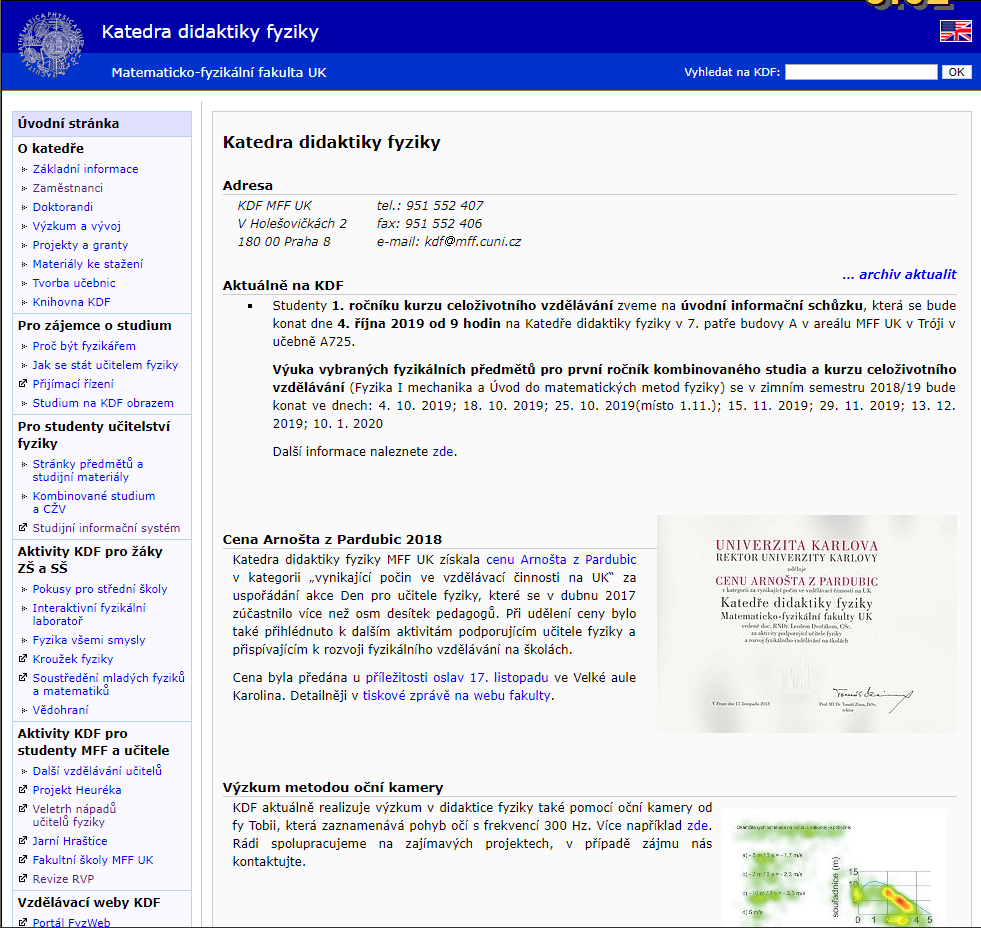 Katedra didaktiky fyziky
Matematicko-fyzikální fakulta UK
Vyhledat na KDF:
OK
Úvodní stránka
O katedře
Základní informace
Zaměstnanci
Doktorandi
Výzkum a vývoj
Projekty a granty
Materiály ke stažení
Tvorba učebnic
Knihovna KDF
Pro zájemce o studium
Proč být fyzikářem
Jak se stát učitelem fyziky
Přijímací řízení
Studium na KDF obrazem
Pro studenty učitelství
fyziky
Stránky předmětů a
studijní materiály
Kombinované studium
a CŽV
Studijní informační systém
Aktivity KDF pro žáky
ZŠ a SŠ
Pokusy pro střední školy
Interaktivní fyzikální
laboratoř
Fyzika všemi smysly
Kroužek fyziky
Soustředění mladých fyziků
a matematiků
Vědohraní
Aktivity KDF pro
studenty MFF a učitele
Další vzdělávání učitelů
Projekt Heuréka
Veletrh nápadů
učitelů fyziky
Jarní Hraštice
Fakultní školy MFF UK
Revize RVP
Vzdělávací weby KDF
Portál FyzWeb
Katedra didaktiky fyziky
Adresa
KDF MFF UK tel.: 951 552 407
V Holešovičkách 2 fax: 951 552 406
180 00 Praha 8 e-mail: kdf@mff.cuni.cz
... archiv aktualit
Aktuálně na KDF
Studenty 1. ročníku kurzu celoživotního vzdělávání zveme na úvodní informační schůzku, která se bude
konat dne 4. října 2019 od 9 hodin na Katedře didaktiky fyziky v 7. patře budovy A v areálu MFF UK v Tróji v
učebně A725.
Výuka vybraných fyzikálních předmětů pro první ročník kombinovaného studia a kurzu celoživotního
vzdělávání (Fyzika I mechanika a Úvod do matematických metod fyziky) se v zimním semestru 2018/19 bude
konat ve dnech: 4. 10. 2019; 18. 10. 2019; 25. 10. 2019(místo 1.11.); 15. 11. 2019; 29. 11. 2019; 13. 12.
2019; 10. 1. 2020
Další informace naleznete zde.
Cena Arnošta z Pardubic 2018
Katedra didaktiky fyziky MFF UK získala cenu Arnošta z Pardubic
v kategorii „vynikající počin ve vzdělávací činnosti na UK“ za
uspořádání akce Den pro učitele fyziky, které se v dubnu 2017
zúčastnilo více než osm desítek pedagogů. Při udělení ceny bylo
také přihlédnuto k dalším aktivitám podporujícím učitele fyziky a
přispívajícím k rozvoji fyzikálního vzdělávání na školách.
Cena byla předána u příležitosti oslav 17. listopadu ve Velké aule
Karolina. Detailněji v tiskové zprávě na webu fakulty.
UNIVERZITA KARLOVA
REKTOR UNIVERZITY KARLOVY
uděluje
CENU ARNOŠTA Z PARDUBIC
v kategorii za vynikající počin ve vzdělávací činnosti na UK
Katedře didaktiky fyziky
Matematicko-fyzikální fakulty UK
vedené doc. RNDr. Leošem Dvořákem, CSc.
za aktivity podporující učitele fyziky
a rozvoj fyzikálního vzdělávání na školách
V Praze dne 17. listopadu 2018
Prof. MUDr. Tomáš Zima, DrSc.
rektor
Výzkum metodou oční kamery
KDF aktuálně realizuje výzkum v didaktice fyziky také pomocí oční kamery od
fy Tobii, která zaznamenává pohyb očí s frekvencí 300 Hz. Více například zde.
Rádi spolupracujeme na zajímavých projektech, v případě zájmu nás
kontaktujte.
souřadnice (m)
15
10
5
0
0 1 2 3 4 5